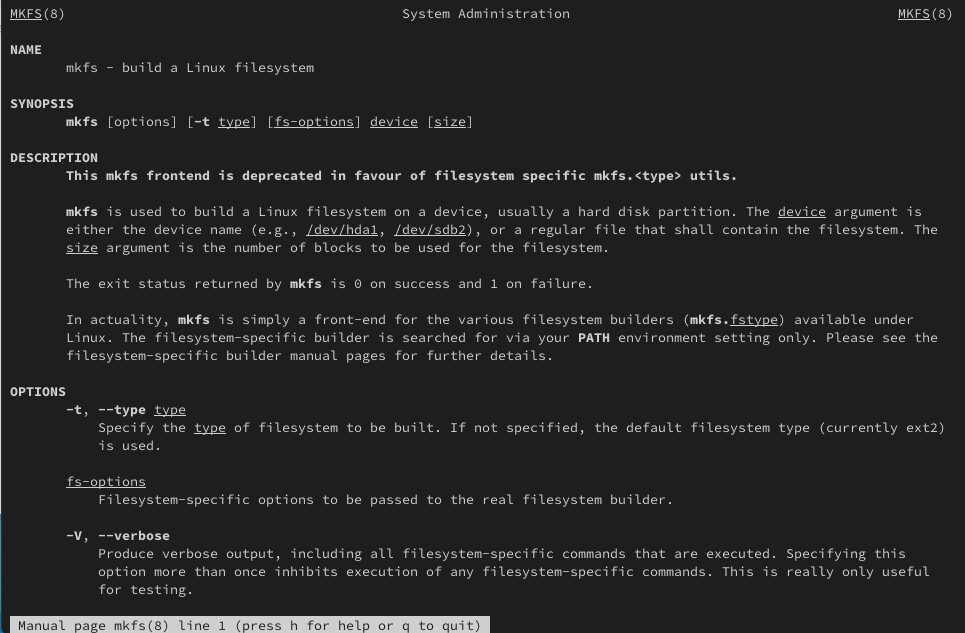 MKFS(8) System Administration MKFS(8)
NAME
mkfs - build a Linux filesystem
SYNOPSIS
mkfs [options] [-t type] [fs-options] device [size]
DESCRIPTION
This mkfs frontend is deprecated in favour of filesystem specific mkfs.<type> utils.
mkfs is used to build a Linux filesystem on a device, usually a hard disk partition. The device argument is
either the device name (e.g., /dev/hda1, /dev/sdb2), or a regular file that shall contain the filesystem. The
size argument is the number of blocks to be used for the filesystem.
The exit status returned by mkfs is 0 on success and 1 on failure.
In actuality, mkfs is simply a front-end for the various filesystem builders (mkfs.fstype) available under
Linux. The filesystem-specific builder is searched for via your PATH environment setting only. Please see the
filesystem-specific builder manual pages for further details.
OPTIONS
-t, --type type
Specify the type of filesystem to be built. If not specified, the default filesystem type (currently ext2)
is used.
fs-options
Filesystem-specific options to be passed to the real filesystem builder.
-V, --verbose
Produce verbose output, including all filesystem-specific commands that are executed. Specifying this
option more than once inhibits execution of any filesystem-specific commands. This is really only useful
for testing.
Manual page mkfs(8) line 1 (press h for help or q to quit)